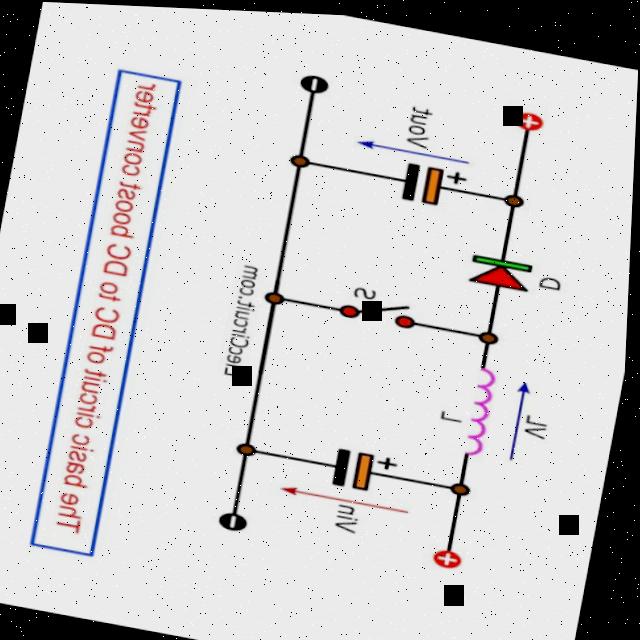 Vout
D
S
ElecCircuit.com
L
VL
Vin
The basic circuit of DC to DC boost converter